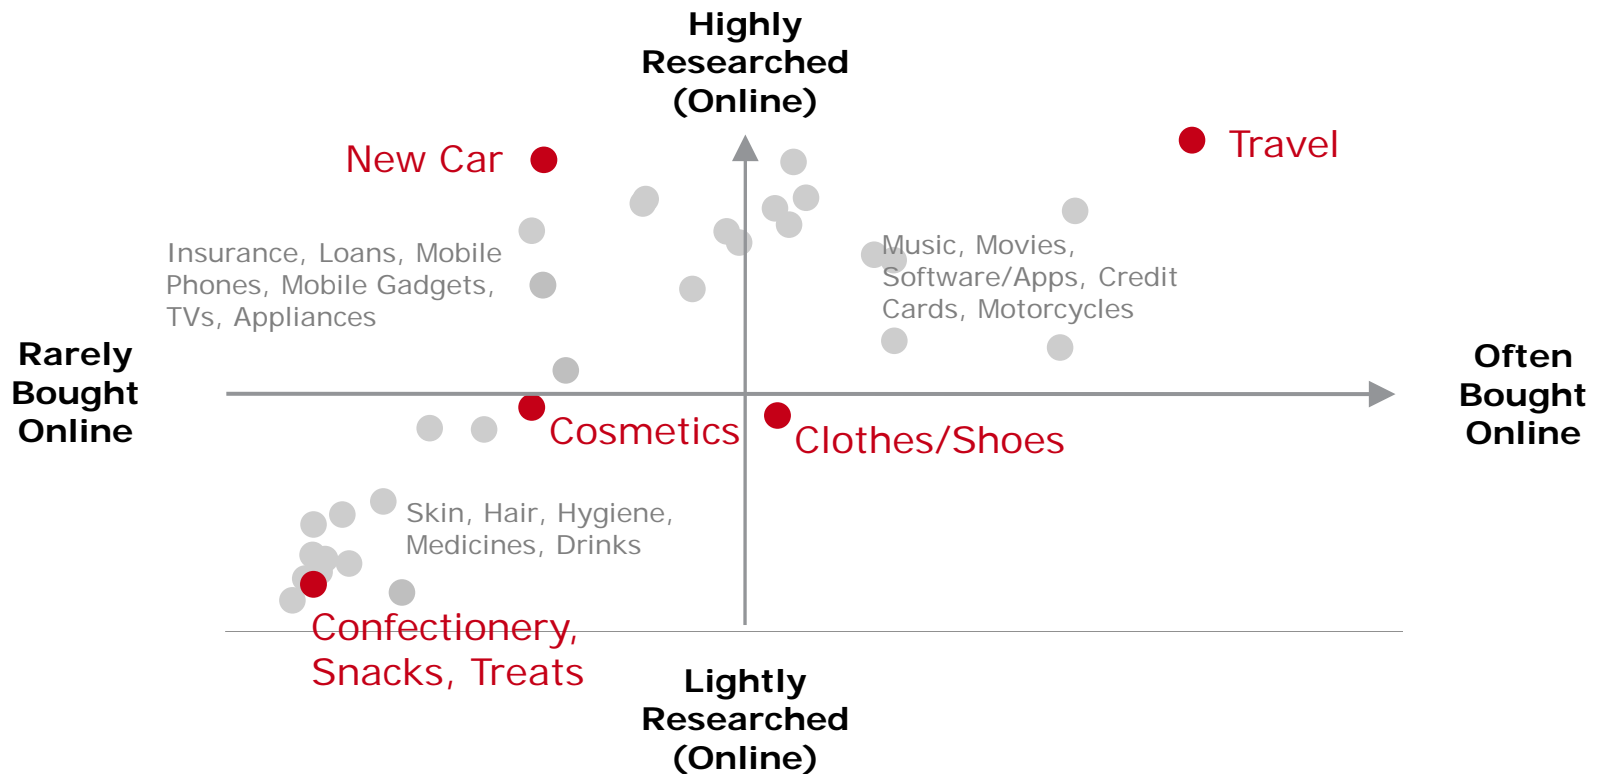 Highly
Researched
(Online)
New Car
Travel
Insurance, Loans, Mobile
Phones, Mobile Gadgets,
TVs, Appliances
Music, Movies,
Software/Apps, Credit
Cards, Motorcycles
Rarely
Bought
Online
Often
Bought
Online
Cosmetics
Clothes/Shoes
Skin, Hair, Hygiene,
Medicines, Drinks
Confectionery,
Snacks, Treats
Lightly
Researched
(Online)